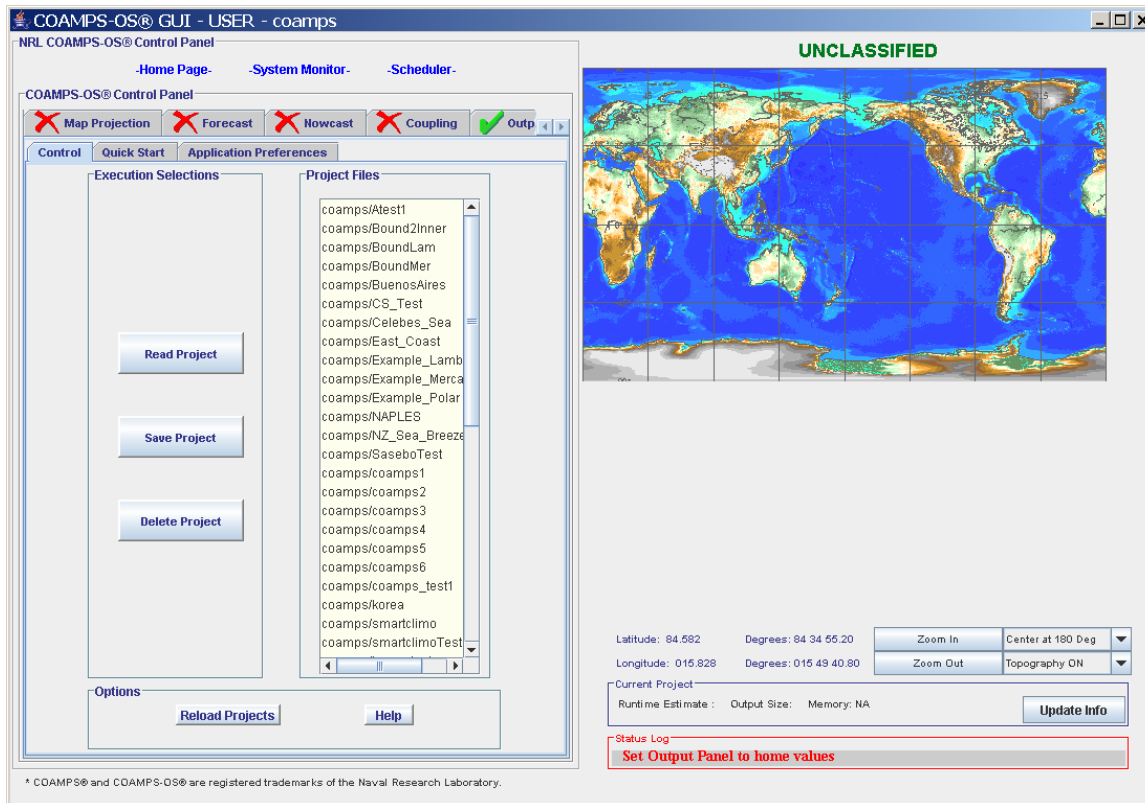 COAMPS-OS® GUI - USER - coamps
NRL COAMPS-OS® Control Panel
-Home Page- -System Monitor- -Scheduler-
COAMPS-OS® Control Panel
Map Projection Forecast Nowcast Coupling Outp
Control Quick Start Application Preferences
Execution Selections
Read Project
Save Project
Delete Project
Project Files
coamps/Atest1
coamps/Bound2Inner
coamps/BoundLam
coamps/BoundMer
coamps/BuenosAires
coamps/CS_Test
coamps/Celebes_Sea
coamps/East_Coast
coamps/Example_Lamb
coamps/Example_Merca
coamps/Example_Polar
coamps/NAPLES
coamps/NZ_Sea_Breeze
coamps/SaseboTest
coamps/coamps1
coamps/coamps2
coamps/coamps3
coamps/coamps4
coamps/coamps5
coamps/coamps6
coamps/coamps_test1
coamps/korea
coamps/smartclimo
coamps/smartclimoTest
Options
Reload Projects Help
UNCLASSIFIED
Latitude: 84.582 Degrees: 84 34 55.20 Zoom In Center at 180 Deg
Longitude: 015.828 Degrees: 015 49 40.80 Zoom Out Topography ON
Current Project
Runtime Estimate : Output Size: Memory: NA
Update Info
Status Log
Set Output Panel to home values
* COAMPS® and COAMPS-OS® are registered trademarks of the Naval Research Laboratory.